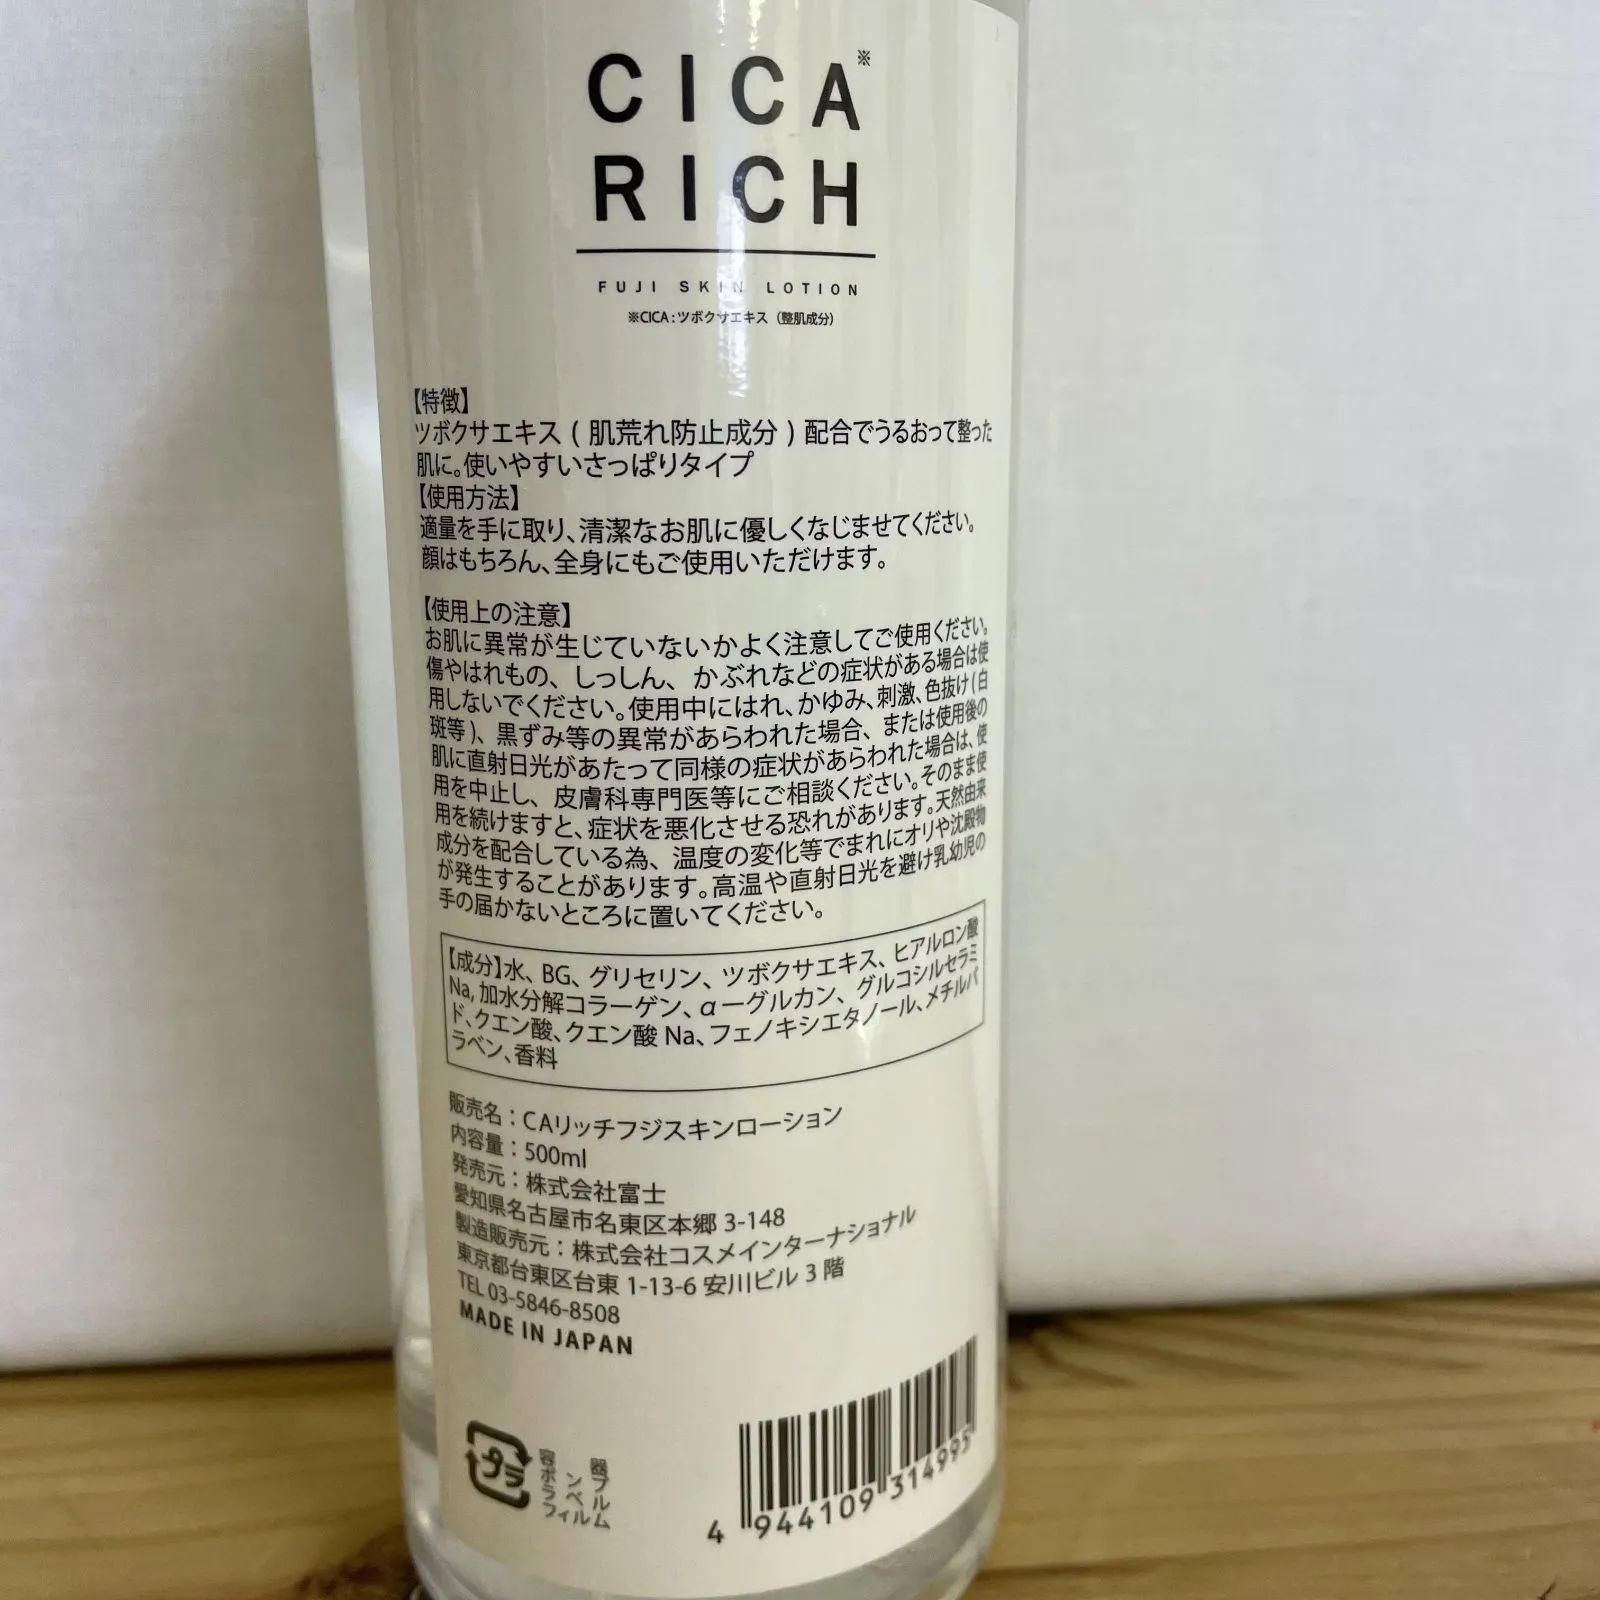 CICA※
RICH
FUJI SKIN LOTION
※CICA：ツボクサエキス（整肌成分）
【特徴】
ツボクサエキス ( 肌荒れ防止成分 ) 配合でうるおって整った
肌に。使いやすいさっぱりタイプ
【使用方法】
適量を手に取り、清潔なお肌に優しくなじませてください。
顔はもちろん、全身にもご使用いただけます。
【使用上の注意】
お肌に異常が生じていないかよく注意してご使用ください。
傷やはれもの、しっしん、かぶれなどの症状がある場合は使
用しないでください。使用中にはれ、かゆみ、刺激、色抜け(白
斑等)、黒ずみ等の異常があらわれた場合、または使用後の
肌に直射日光があたって同様の症状があらわれた場合は、使
用を中止し、皮膚科専門医等にご相談ください。そのまま使
用を続けますと、症状を悪化させる恐れがあります。天然由来
成分を配合している為、温度の変化等でまれにオリや沈殿物
が発生することがあります。高温や直射日光を避け乳幼児の
手の届かないところに置いてください。
【成分】水、BG、グリセリン、ツボクサエキス、ヒアルロン酸
Na, 加水分解コラーゲン、αーグルカン、グルコシルセラミ
ド、クエン酸、クエン酸 Na、フェノキシエタノール、メチルパ
ラベン、香料
販売名：CAリッチフジスキンローション
内容量：500ml
発売元：株式会社富士
愛知県名古屋市名東区本郷 3-148
製造販売元：株式会社コスメインターナショナル
東京都台東区台東 1-13-6 安川ビル 3 階
TEL 03-5846-8508
MADE IN JAPAN
プラ
容器
ボンプ
ラベル
フィルム
4 944109 314995